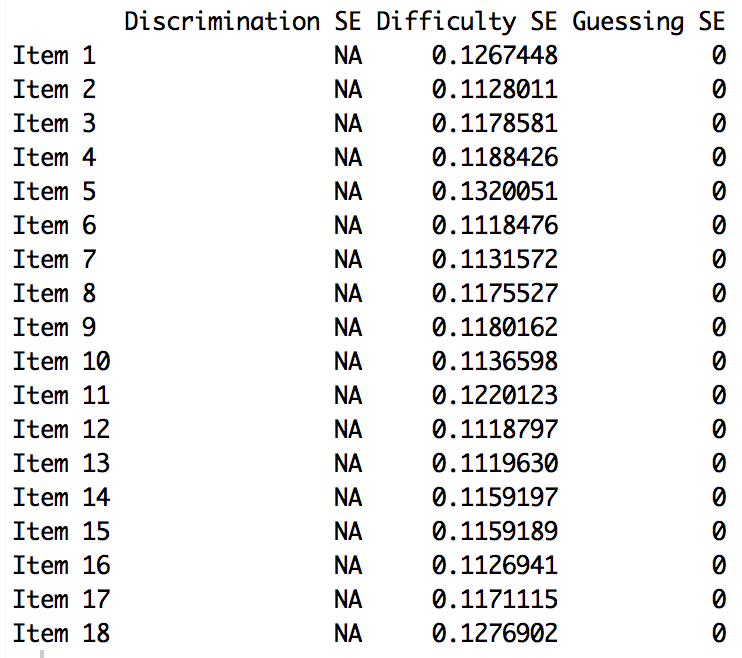 Discrimination SE Difficulty SE Guessing SE
Item 1 NA 0.1267448 0
Item 2 NA 0.1128011 0
Item 3 NA 0.1178581 0
Item 4 NA 0.1188426 0
Item 5 NA 0.1320051 0
Item 6 NA 0.1118476 0
Item 7 NA 0.1131572 0
Item 8 NA 0.1175527 0
Item 9 NA 0.1180162 0
Item 10 NA 0.1136598 0
Item 11 NA 0.1220123 0
Item 12 NA 0.1118797 0
Item 13 NA 0.1119630 0
Item 14 NA 0.1159197 0
Item 15 NA 0.1159189 0
Item 16 NA 0.1126941 0
Item 17 NA 0.1171115 0
Item 18 NA 0.1276902 0